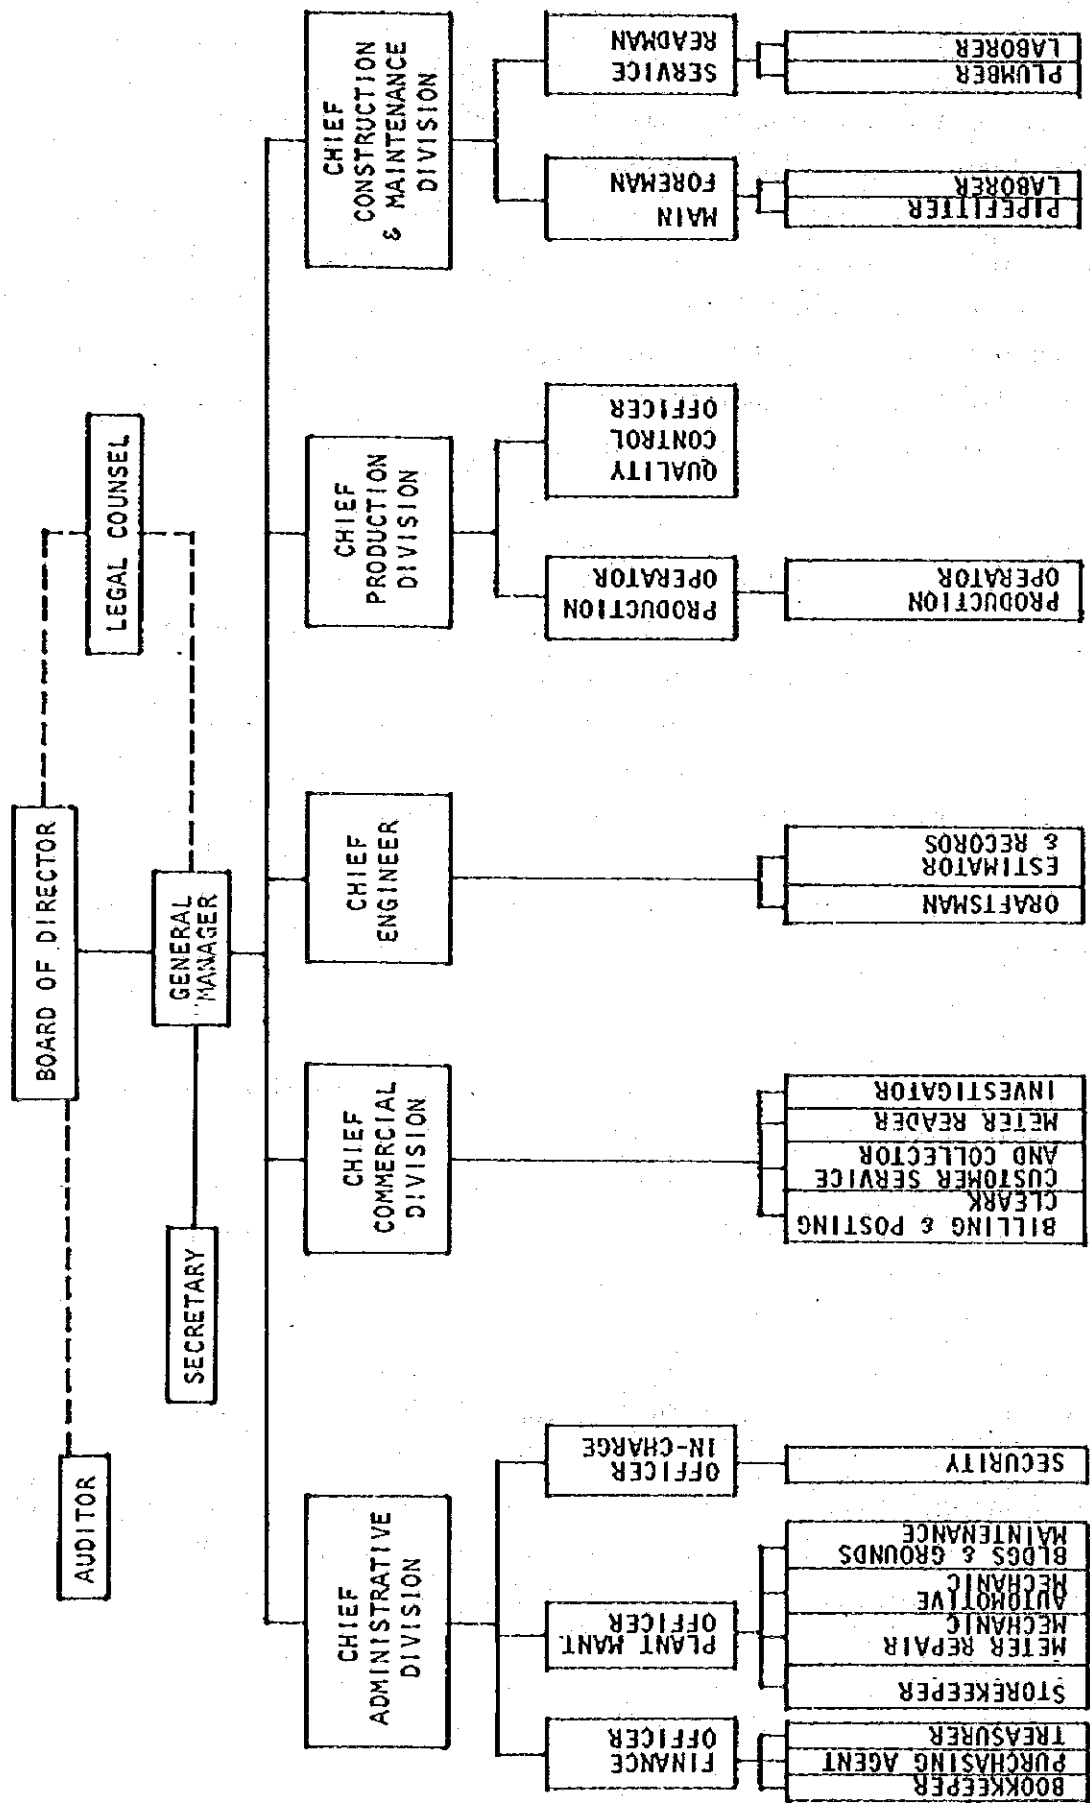 BOARD OF DIRECTOR
AUDITOR
LEGAL COUNSEL
GENERAL
MANAGER
SECRETARY
CHIEF
ADMINISTRATIVE
DIVISION
CHIEF
COMMERCIAL
DIVISION
CHIEF
ENGINEER
CHIEF
PRODUCTION
DIVISION
CHIEF
CONSTRUCTION
& MAINTENANCE
DIVISION
FINANCE
OFFICER
PLANT MANT.
OFFICER
OFFICER
IN-CHARGE
PRODUCTION
OPERATOR
QUALITY
CONTROL
OFFICER
MAIN
FOREMAN
SERVICE
READMAN
BOOKKEEPER
PURCHASING AGENT
TREASURER
STOREKEEPER
METER REPAIR
MECHANIC
AUTOMOTIVE
MECHANIC
BLDGS & GROUNDS
MAINTENANCE
SECURITY
BILLING & POSTING
CLEARK
CUSTOMER SERVICE
AND COLLECTOR
METER READER
INVESTIGATOR
DRAFTSMAN
ESTIMATOR
& RECORDS
PRODUCTION
OPERATOR
PIPEFITTER
LABORER
PLUMBER
LABORER